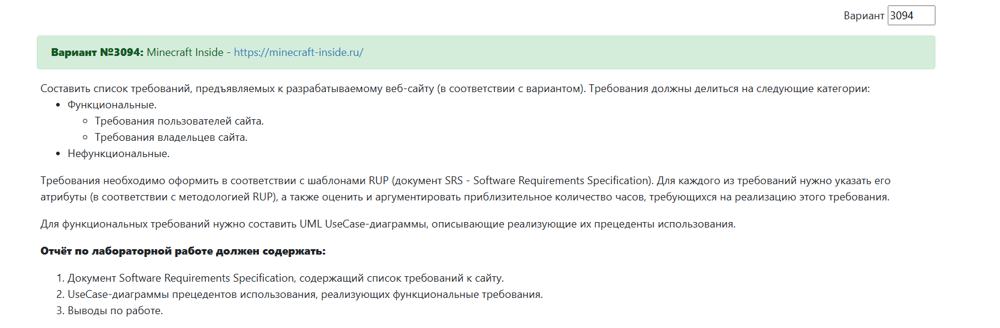 Вариант 3094
Вариант №3094: Minecraft Inside - https://minecraft-inside.ru/
Составить список требований, предъявляемых к разрабатываемому веб-сайту (в соответствии с вариантом). Требования должны делиться на следующие категории:
• Функциональные.
◦ Требования пользователей сайта.
◦ Требования владельцев сайта.
• Нефункциональные.
Требования необходимо оформить в соответствии с шаблонами RUP (документ SRS - Software Requirements Specification). Для каждого из требований нужно указать его
атрибуты (в соответствии с методологией RUP), а также оценить и аргументировать приблизительное количество часов, требующихся на реализацию этого требования.
Для функциональных требований нужно составить UML UseCase-диаграммы, описывающие реализующие их прецеденты использования.
Отчёт по лабораторной работе должен содержать:
1. Документ Software Requirements Specification, содержащий список требований к сайту.
2. UseCase-диаграммы прецедентов использования, реализующих функциональные требования.
3. Выводы по работе.